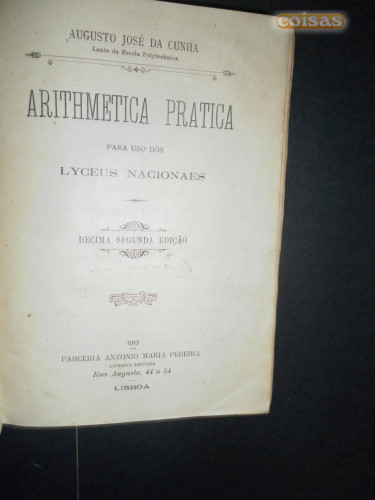 coisas
AUGUSTO JOSÉ DA CUNHA
Lente da Escola Polytechnica
ARITHMETICA PRATICA
PARA USO DOS
LYCEUS NACIONAES
DECIMA SEGUNDA EDIÇÃO
1913
PARCERIA ANTONIO MARIA PEREIRA
LIVRARIA EDITORA
Rua Augusta, 44 a 54
LISBOA